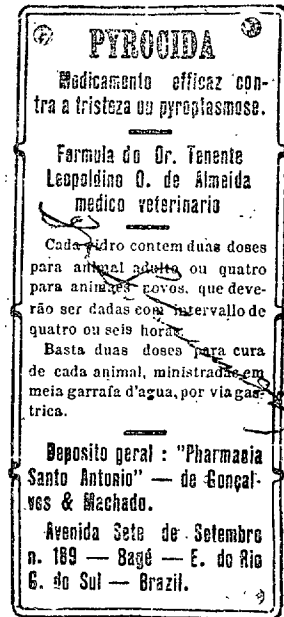 PYROCIDA
Medicamento efficaz con-
tra a tristeza ou pyroplasmose.
Formula do Dr. Tenente
Leopoldino O. de Almeida
medico veterinario
Cada vidro contem duas doses
para animal adulto ou quatro
para animaes novos, que deve-
rão ser dadas com intervallo de
quatro ou seis horas.
Basta duas doses para cura
de cada animal, ministradas em
meia garrafa d'agua, por via gas-
trica.
Deposito geral : "Pharmasia
Santo Antonio" — de Gonçal-
ves & Machado.
Avenida Sete de Setembro
n. 189 — Bagé — E. do Rio
G. do Sul — Brazil.